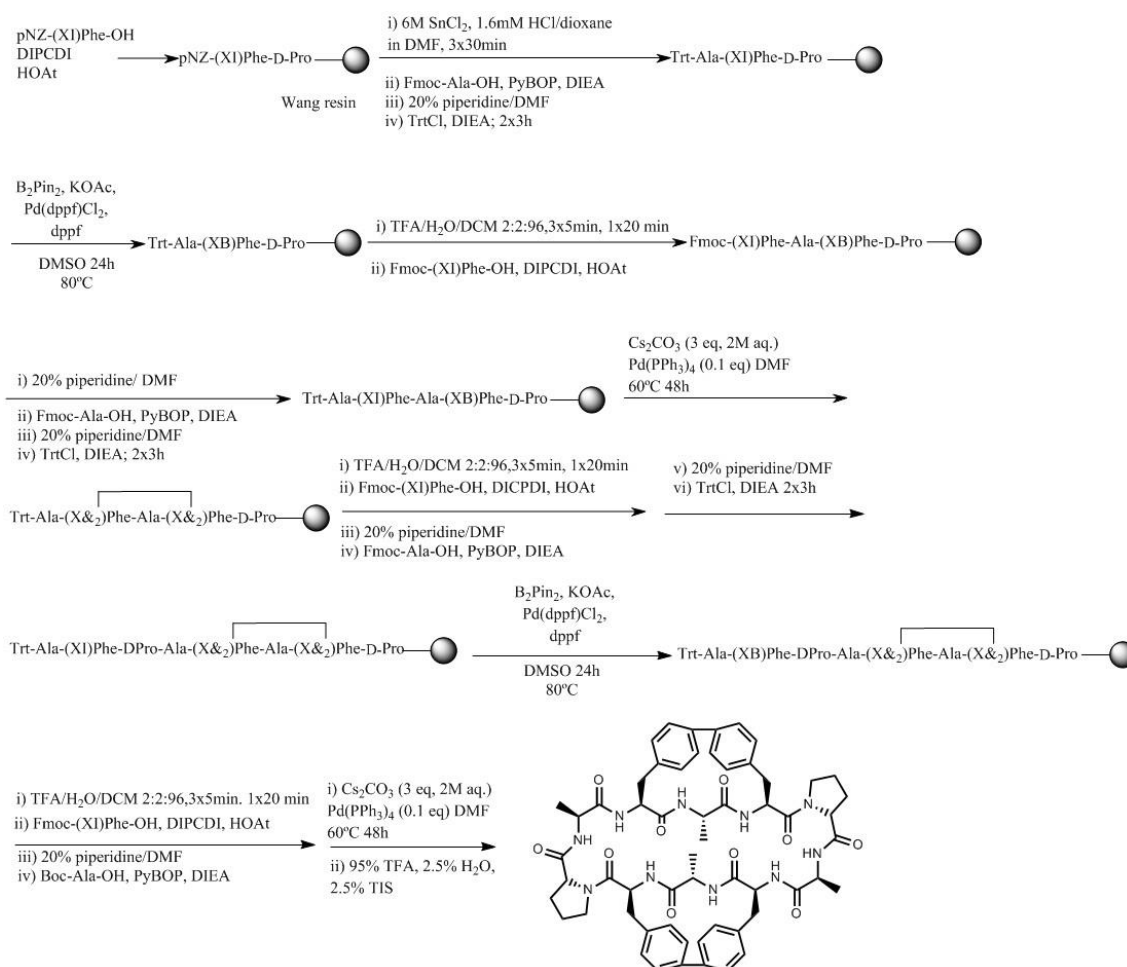 pNZ-(XI)Phe-OH
DIPCDI
HOAt
pNZ-(XI)Phe-D-Pro
Wang resin
i) 6M SnCl₂, 1.6mM HCl/dioxane
in DMF, 3x30min
ii) Fmoc-Ala-OH, PyBOP, DIEA
iii) 20% piperidine/DMF
iv) TrtCl, DIEA; 2x3h
Trt-Ala-(XI)Phe-D-Pro
B₂Pin₂, KOAc,
Pd(dppf)Cl₂,
dppf
DMSO 24h
80ºC
Trt-Ala-(XB)Phe-D-Pro
i) TFA/H₂O/DCM 2:2:96,3x5min, 1x20 min
ii) Fmoc-(XI)Phe-OH, DIPCDI, HOAt
Fmoc-(XI)Phe-Ala-(XB)Phe-D-Pro
i) 20% piperidine/ DMF
ii) Fmoc-Ala-OH, PyBOP, DIEA
iii) 20% piperidine/DMF
iv) TrtCl, DIEA; 2x3h
Trt-Ala-(XI)Phe-Ala-(XB)Phe-D-Pro
Cs₂CO₃ (3 eq, 2M aq.)
Pd(PPh₃)₄ (0.1 eq) DMF
60ºC 48h
Trt-Ala-(X&₂)Phe-Ala-(X&₂)Phe-D-Pro
i) TFA/H₂O/DCM 2:2:96,3x5min, 1x20min
ii) Fmoc-(XI)Phe-OH, DICPDI, HOAt
iii) 20% piperidine/DMF
iv) Fmoc-Ala-OH, PyBOP, DIEA
v) 20% piperidine/DMF
vi) TrtCl, DIEA 2x3h
Trt-Ala-(XI)Phe-DPro-Ala-(X&₂)Phe-Ala-(X&₂)Phe-D-Pro
B₂Pin₂, KOAc,
Pd(dppf)Cl₂,
dppf
DMSO 24h
80ºC
Trt-Ala-(XB)Phe-DPro-Ala-(X&₂)Phe-Ala-(X&₂)Phe-D-Pro
i) TFA/H₂O/DCM 2:2:96,3x5min. 1x20 min
ii) Fmoc-(XI)Phe-OH, DIPCDI, HOAt
iii) 20% piperidine/DMF
iv) Boc-Ala-OH, PyBOP, DIEA
i) Cs₂CO₃ (3 eq, 2M aq.)
Pd(PPh₃)₄ (0.1 eq) DMF
60ºC 48h
ii) 95% TFA, 2.5% H₂O,
2.5% TIS
O H O H O
N N N
N O N O O
H H
O O O NH
HN
O N N N
H H
N O N O N O
H H